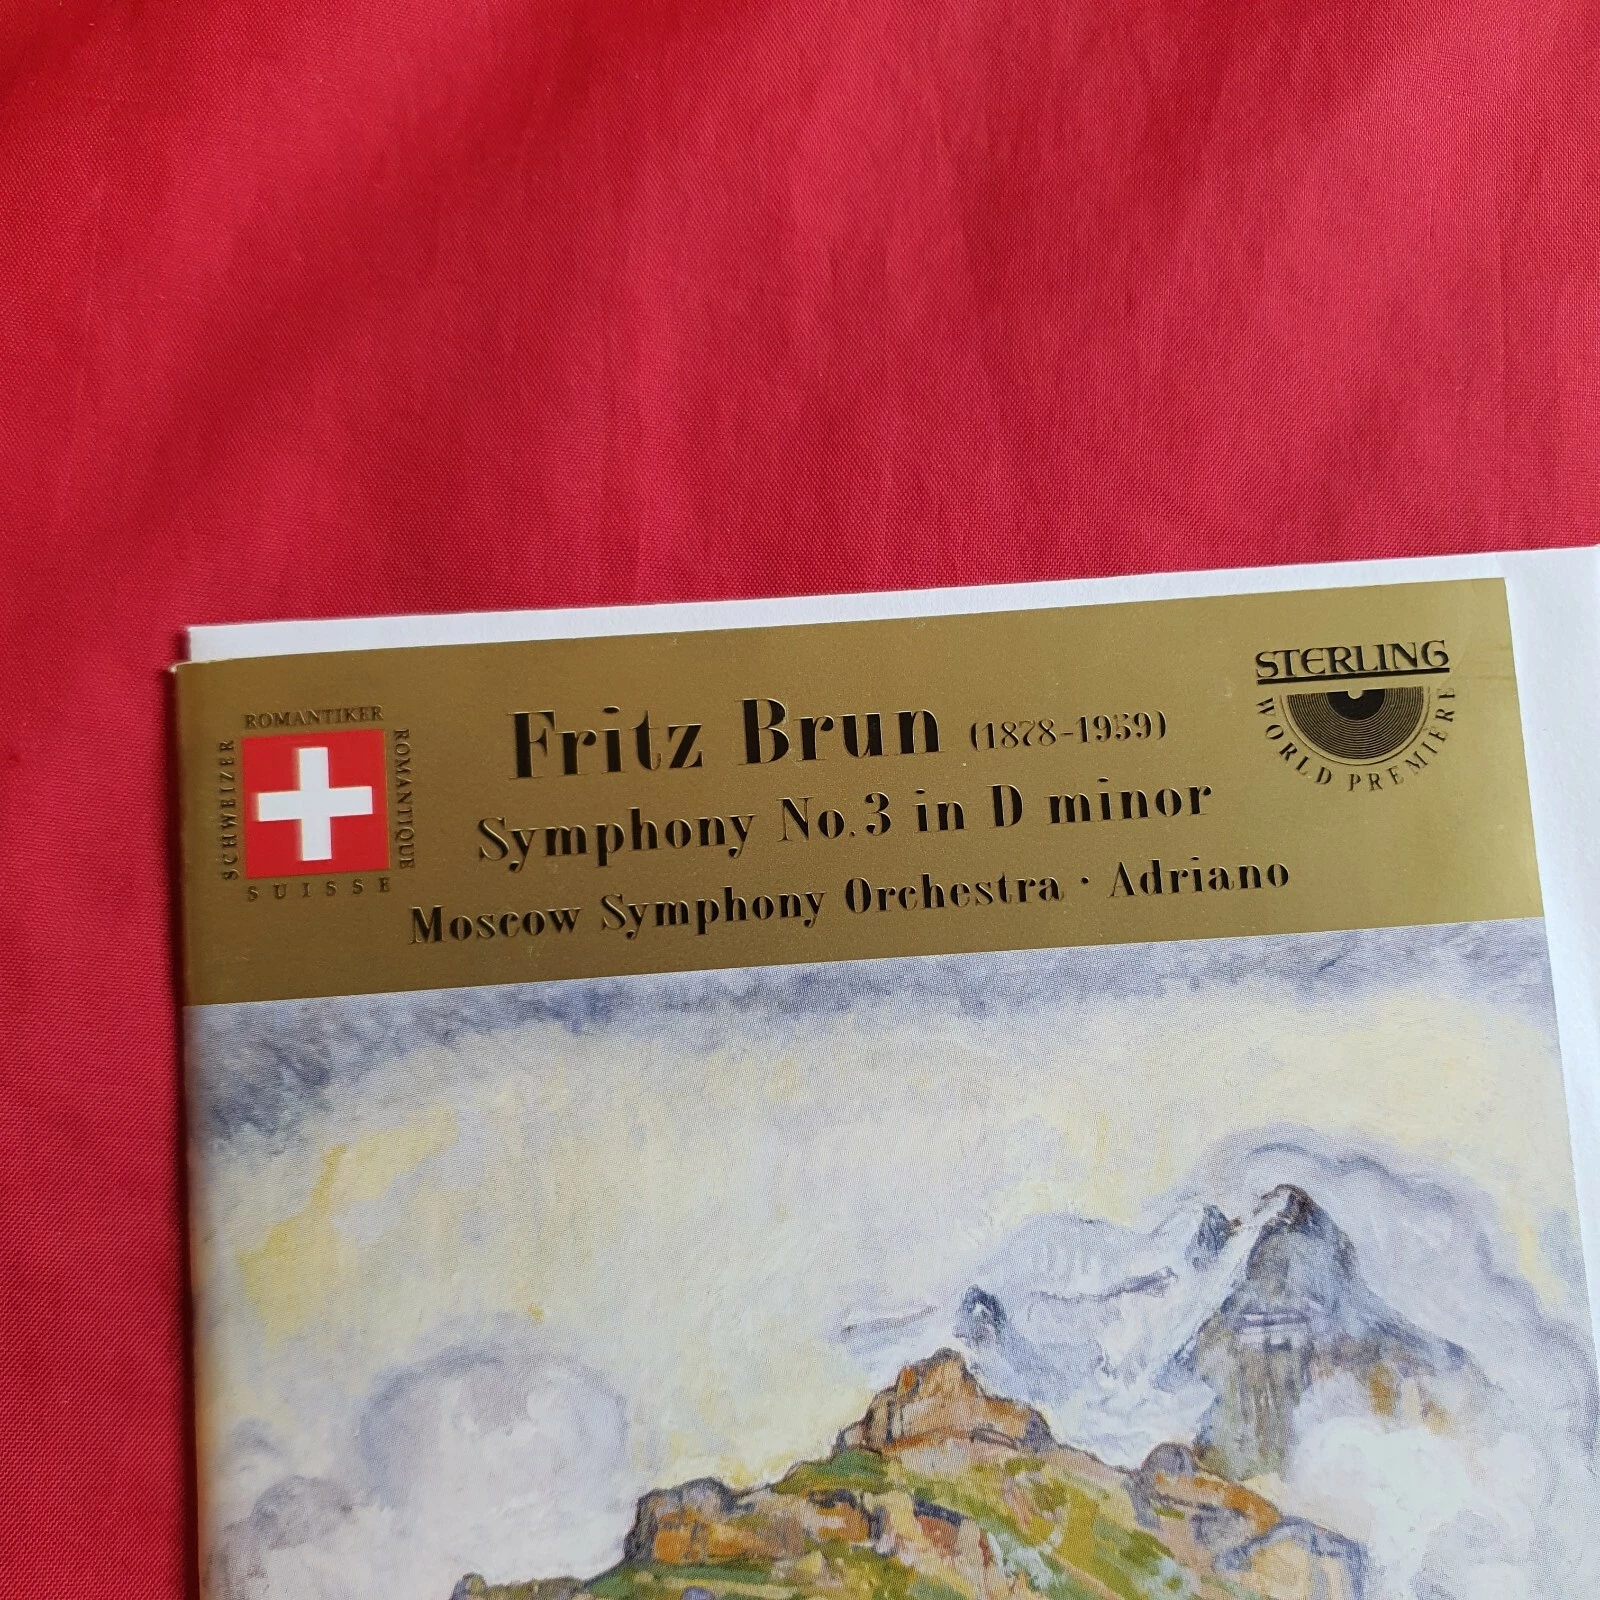 ROMANTIKER
SCHWEIZER
ROMANTIQUE
SUISSE
Fritz Brun (1878-1959)
Symphony No.3 in D minor
Moscow Symphony Orchestra · Adriano
STERLING
WORLD PREMIÈRE